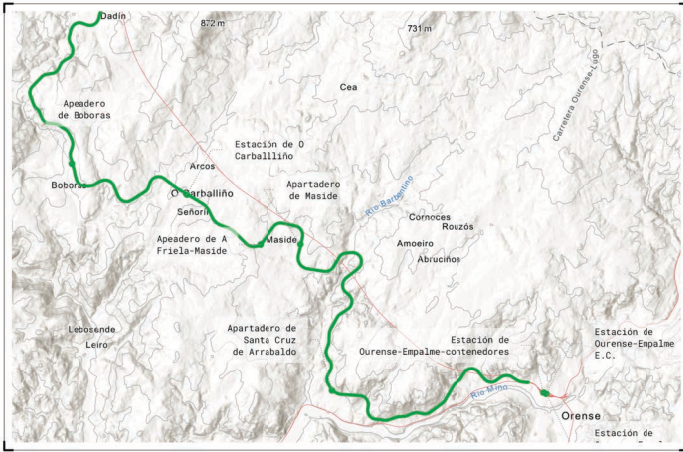 Dadín
872 m
731 m
Cea
Carretera Ourense-Lugo
Apeadero
de Boboras
Estación de O
Carballliño
Arcos
Apartadero
de Maside
Río Barbantino
Boboras
O Carballiño
Señorín
Cornoces
Rouzós
Apeadero de A
Friela-Maside
Maside
Amoeiro
Abruciños
Lebosende
Leiro
Apartadero de
Santa Cruz
de Arrabaldo
Estación de
Ourense-Empalme-contenedores
Estación de
Ourense-Empalme
E.C.
Río Miño
Orense
Estación de